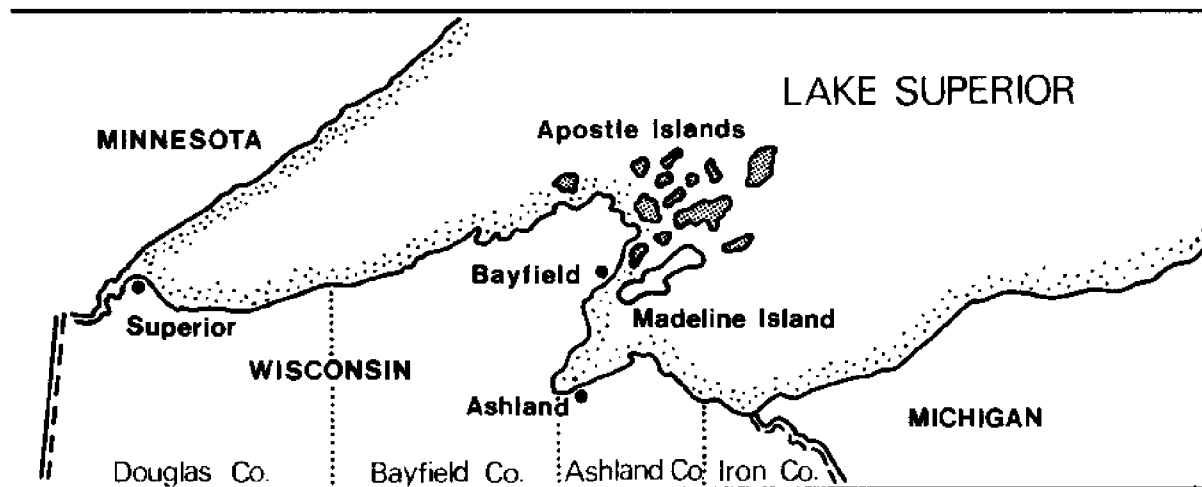 LAKE SUPERIOR
Apostle Islands
MINNESOTA
Bayfield
Madeline Island
Superior
WISCONSIN
Ashland
MICHIGAN
Douglas Co.
Bayfield Co.
Ashland Co
Iron Co.